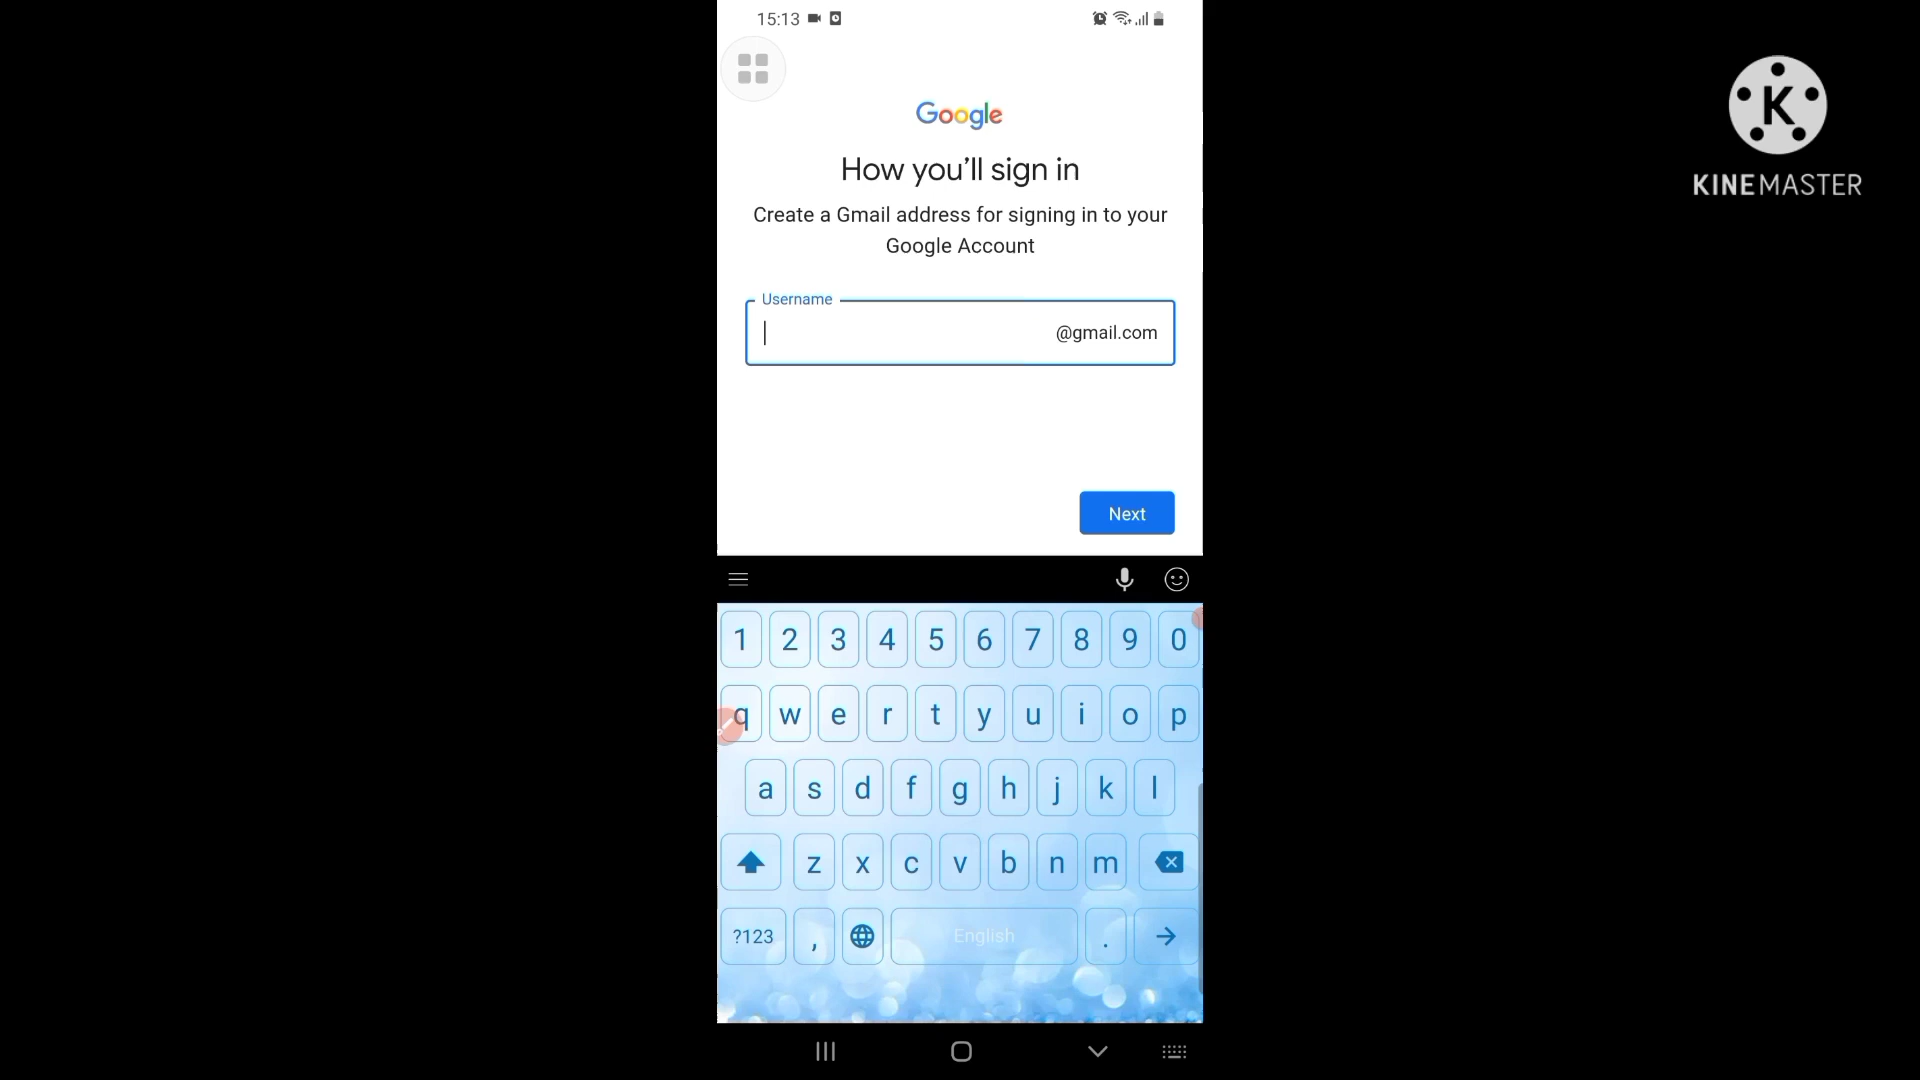 15:13
Google
How you’ll sign in
Create a Gmail address for signing in to your
Google Account
Username
@gmail.com
Next
1 2 3 4 5 6 7 8 9 0
q w e r t y u i o p
a s d f g h j k l
z x c v b n m
?123 , English .
K
KINEMASTER